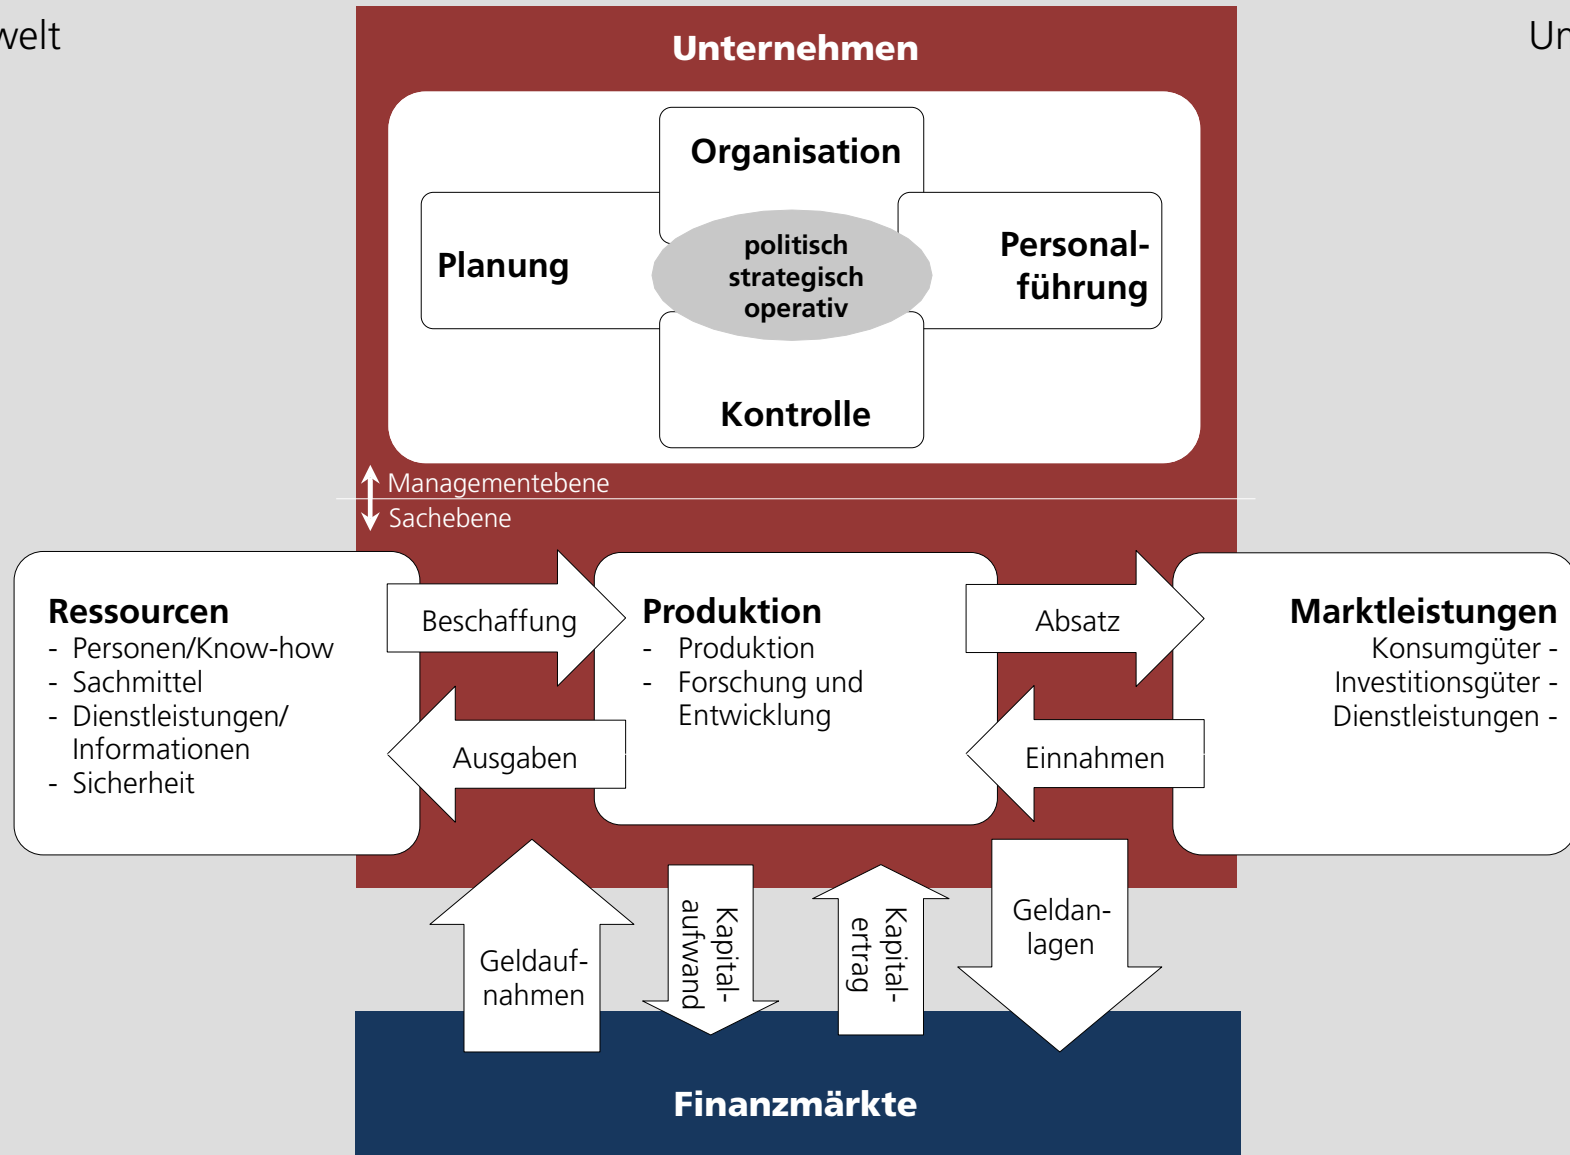 welt
Un
Unternehmen
Organisation
Planung
politisch
strategisch
operativ
Personal-
führung
Kontrolle
Managementebene
Sachebene
Ressourcen
- Personen/Know-how
- Sachmittel
- Dienstleistungen/
Informationen
- Sicherheit
Beschaffung
Ausgaben
Produktion
- Produktion
- Forschung und
Entwicklung
Absatz
Einnahmen
Marktleistungen
Konsumgüter -
Investitionsgüter -
Dienstleistungen -
Geldauf-
nahmen
Kapital-
aufwand
Kapital-
ertrag
Geldan-
lagen
Finanzmärkte